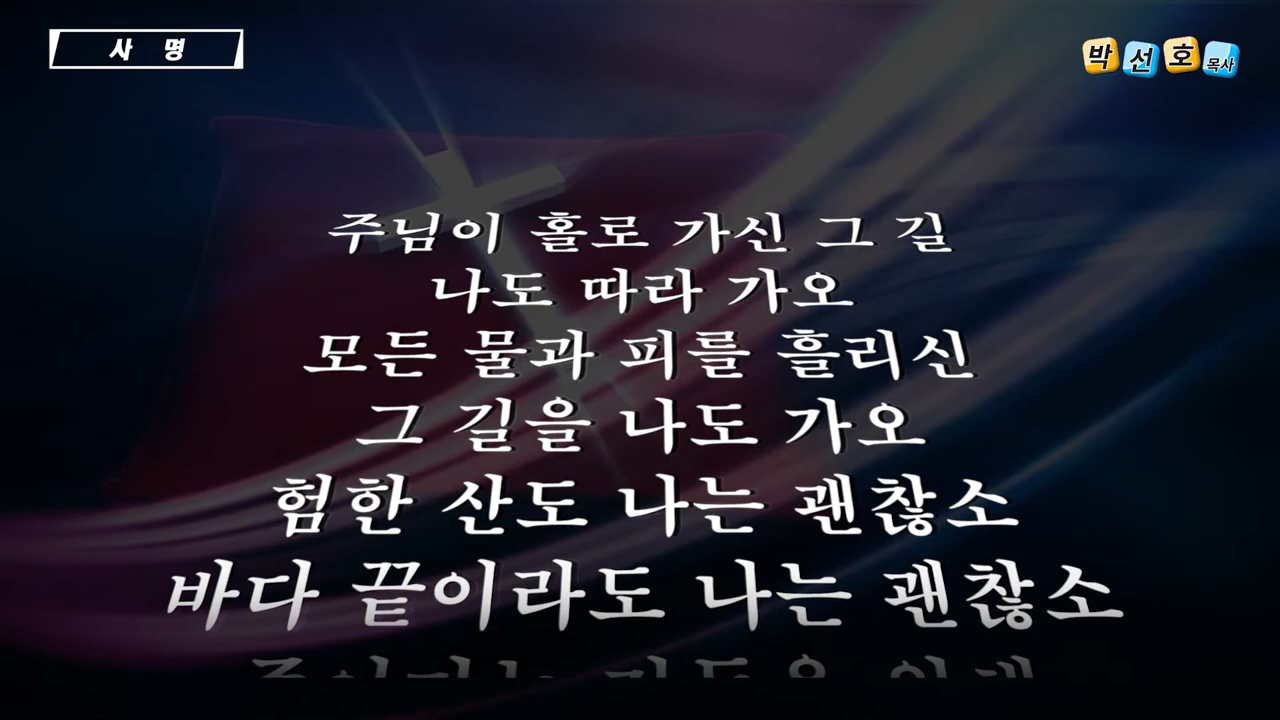 사 명
박선호 목사
주님이 홀로 가신 그 길
나도 따라 가오
모든 물과 피를 흘리신
그 길을 나도 가오
험한 산도 나는 괜찮소
바다 끝이라도 나는 괜찮소